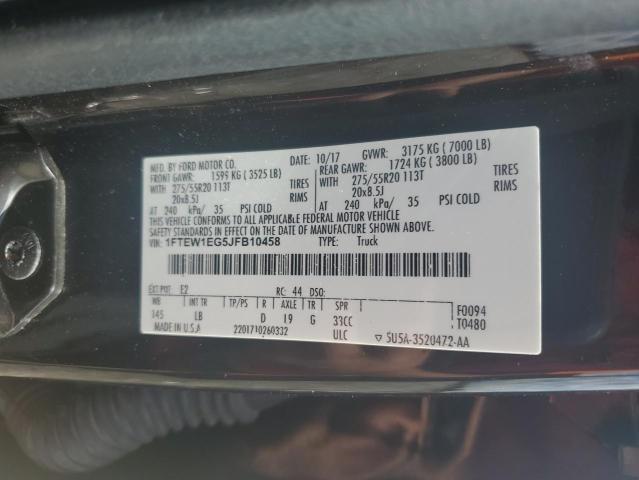 MFD. BY FORD MOTOR CO.
DATE: 10/17 GVWR: 3175 KG ( 7000 LB)
FRONT GAWR: 1599 KG ( 3525 LB) REAR GAWR: 1724 KG ( 3800 LB)
WITH 275/55R20 113T TIRES WITH 275/55R20 113T TIRES
20x8.5J RIMS 20x8.5J RIMS
AT 240 kPa/ 35 PSI COLD AT 240 kPa/ 35 PSI COLD
THIS VEHICLE CONFORMS TO ALL APPLICABLE FEDERAL MOTOR VEHICLE
SAFETY STANDARDS IN EFFECT ON THE DATE OF MANUFACTURE SHOWN ABOVE.
VIN: 1FTEW1EG5JFB10458 TYPE: Truck
EXT PNT: E2 RC: 44 DSO:
WB INT TR TP/PS R AXLE TR SPR F0094
145 LB D 19 G 33CC T0480
MADE IN U.S.A. 2201710260332 ULC 5U5A-3520472-AA